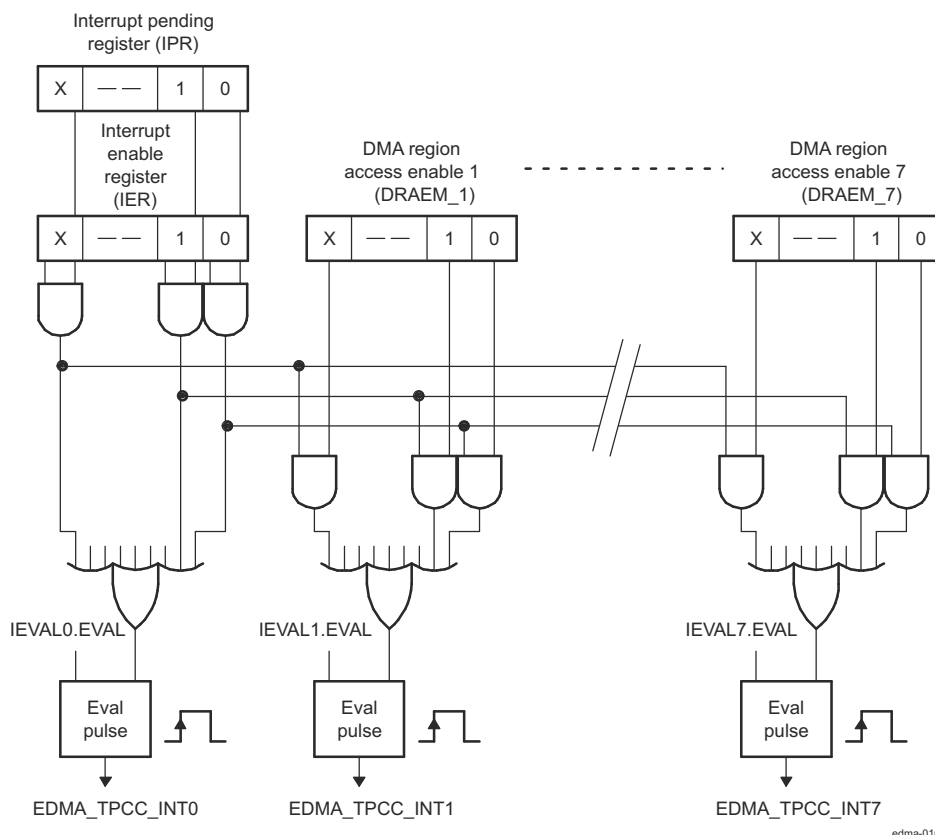 Interrupt pending
register (IPR)
X — — 1 0
Interrupt
enable
register
(IER)
X — — 1 0
DMA region
access enable 1
(DRAEM_1)
X — — 1 0
DMA region
access enable 7
(DRAEM_7)
X — — 1 0
IEVAL0.EVAL
Eval
pulse
EDMA_TPCC_INT0
IEVAL1.EVAL
Eval
pulse
EDMA_TPCC_INT1
IEVAL7.EVAL
Eval
pulse
EDMA_TPCC_INT7